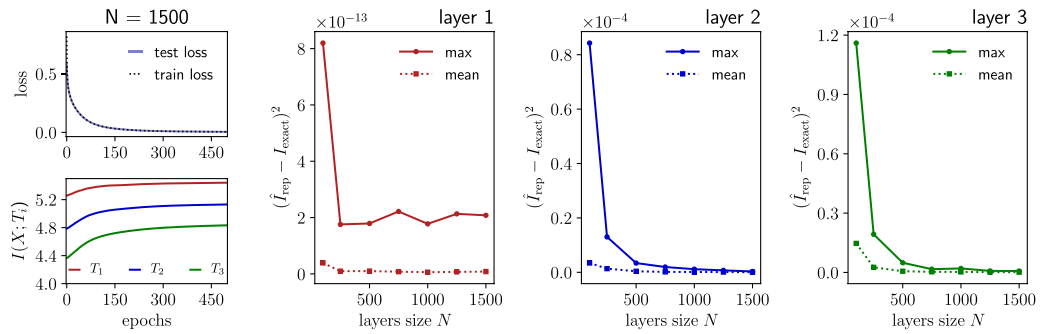 N = 1500
loss
0.5
0.0
test loss
train loss
0 150 300 450
I(X; T_i)
5.2
4.8
4.4
4.0
T_1 T_2 T_3
0 150 300 450
epochs
×10^{-13} layer 1
(Î_rep − I_exact)^2
8
6
4
2
0
max
mean
500 1000 1500
layers size N
×10^{-4} layer 2
(Î_rep − I_exact)^2
0.8
0.6
0.4
0.2
0.0
max
mean
500 1000 1500
layers size N
×10^{-4} layer 3
(Î_rep − I_exact)^2
1.2
0.9
0.6
0.3
0.0
max
mean
500 1000 1500
layers size N